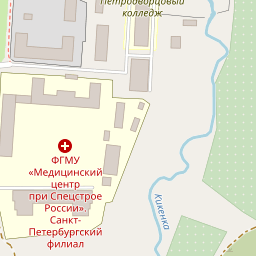 Петродворцовый
колледж
ФГМУ
«Медицинский
центр
при Спецстрое
России», Санкт-
Петербургский
филиал
Кикенка